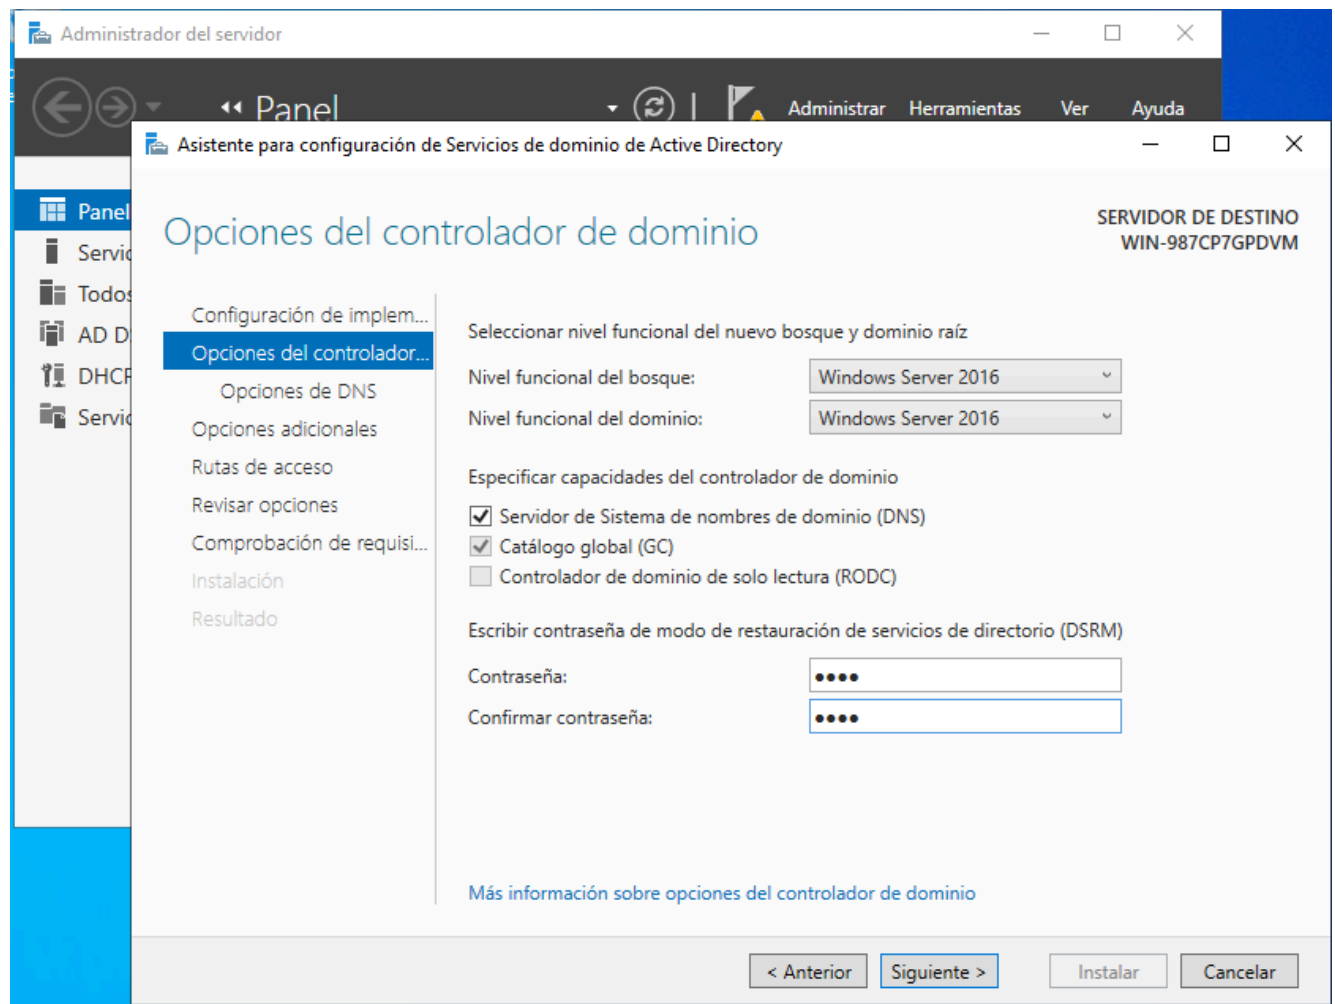 Administrador del servidor
Panel
Administrar Herramientas Ver Ayuda
Asistente para configuración de Servicios de dominio de Active Directory
Panel
Todos
AD D
Opciones del controlador de dominio
SERVIDOR DE DESTINO
WIN-987CP7GPDVM
Configuración de implem...
Opciones del controlador...
Opciones de DNS
Opciones adicionales
Rutas de acceso
Revisar opciones
Comprobación de requisi...
Instalación
Resultado
Seleccionar nivel funcional del nuevo bosque y dominio raíz
Nivel funcional del bosque: Windows Server 2016
Nivel funcional del dominio: Windows Server 2016
Especificar capacidades del controlador de dominio
Servidor de Sistema de nombres de dominio (DNS)
Catálogo global (GC)
Controlador de dominio de solo lectura (RODC)
Escribir contraseña de modo de restauración de servicios de directorio (DSRM)
Contraseña: ••••
Confirmar contraseña: ••••
Más información sobre opciones del controlador de dominio
< Anterior Siguiente > Instalar Cancelar